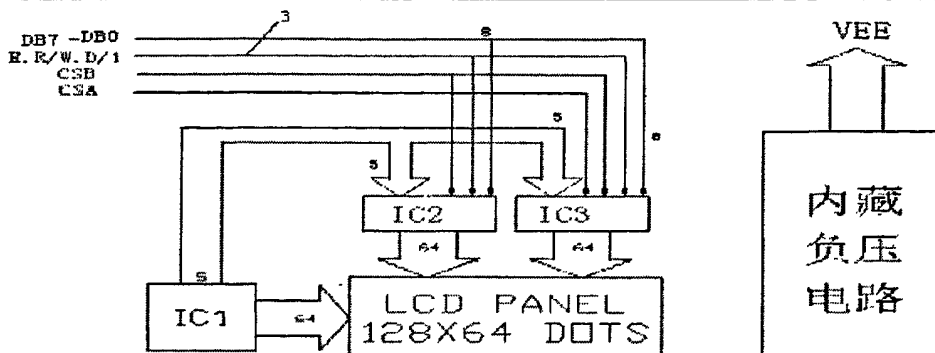 3
DB7 -DB0
E.R/W.D/1
CSB
CSA
8
8
5
5
5
IC2
IC3
64
64
64
IC1
LCD PANEL
128X64 DOTS
VEE
内藏
负压
电路